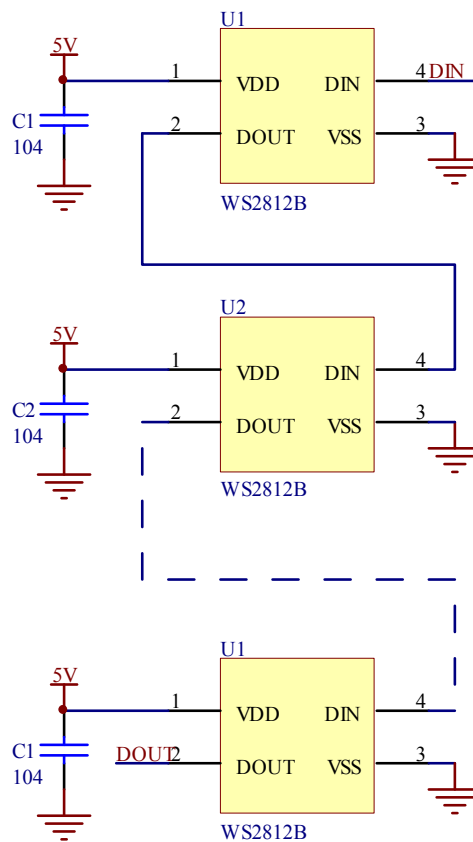 U1
5V
1 VDD DIN 4 DIN
C1
104
2 DOUT VSS 3
WS2812B
U2
5V
1 VDD DIN 4
C2
104
2 DOUT VSS 3
WS2812B
U1
5V
1 VDD DIN 4
C1
104
DOUT 2 DOUT VSS 3
WS2812B